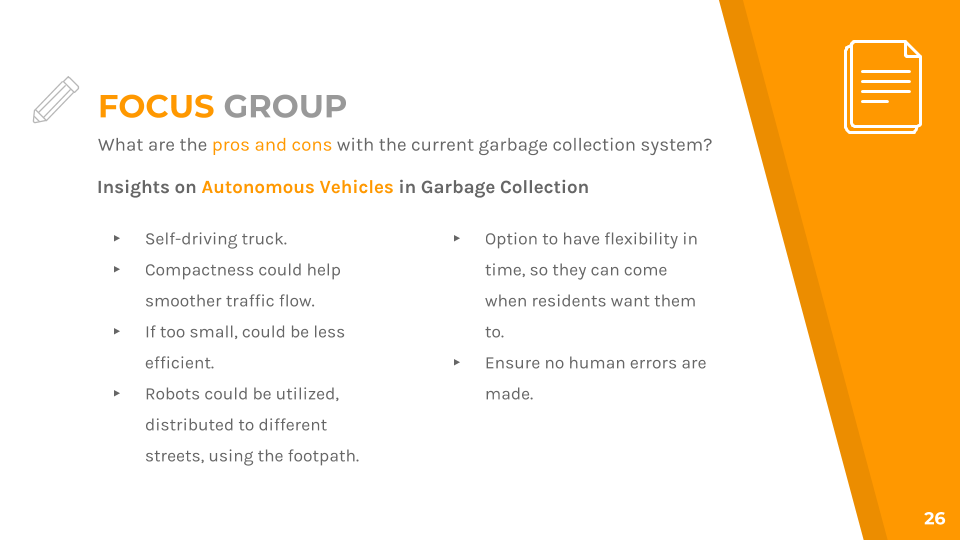 FOCUS GROUP
What are the pros and cons with the current garbage collection system?
Insights on Autonomous Vehicles in Garbage Collection
▸ Self-driving truck.
▸ Compactness could help
smoother traffic flow.
▸ If too small, could be less
efficient.
▸ Robots could be utilized,
distributed to different
streets, using the footpath.
▸ Option to have flexibility in
time, so they can come
when residents want them
to.
▸ Ensure no human errors are
made.
26